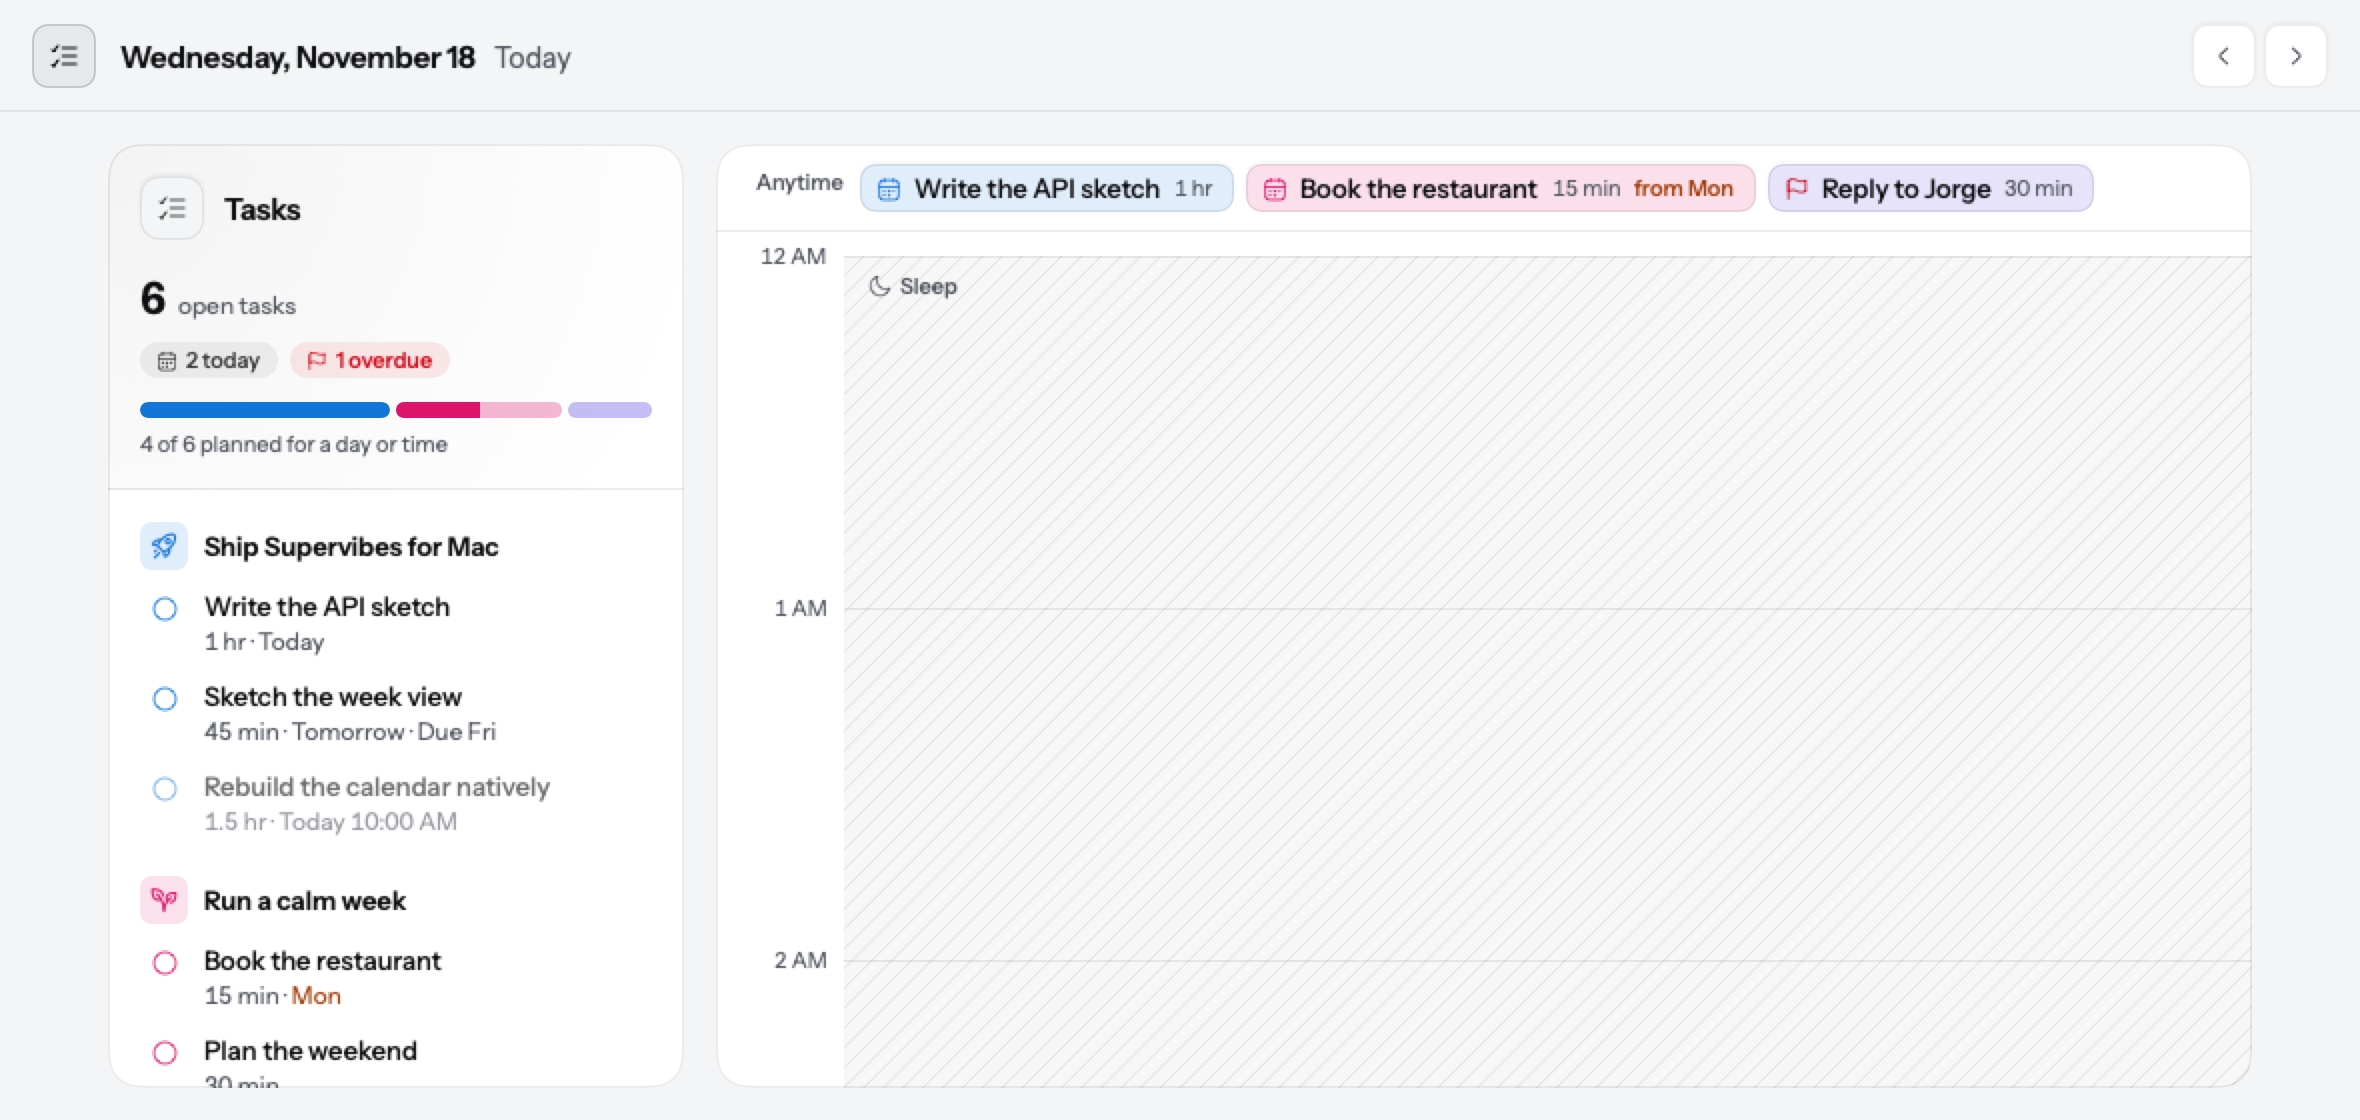 Wednesday, November 18 Today
Tasks
6 open tasks
2 today 1 overdue
4 of 6 planned for a day or time
Ship Supervibes for Mac
Write the API sketch
1 hr · Today
Sketch the week view
45 min · Tomorrow · Due Fri
Rebuild the calendar natively
1.5 hr · Today 10:00 AM
Run a calm week
Book the restaurant
15 min · Mon
Plan the weekend
30 min
Anytime Write the API sketch 1 hr Book the restaurant 15 min from Mon Reply to Jorge 30 min
12 AM
Sleep
1 AM
2 AM